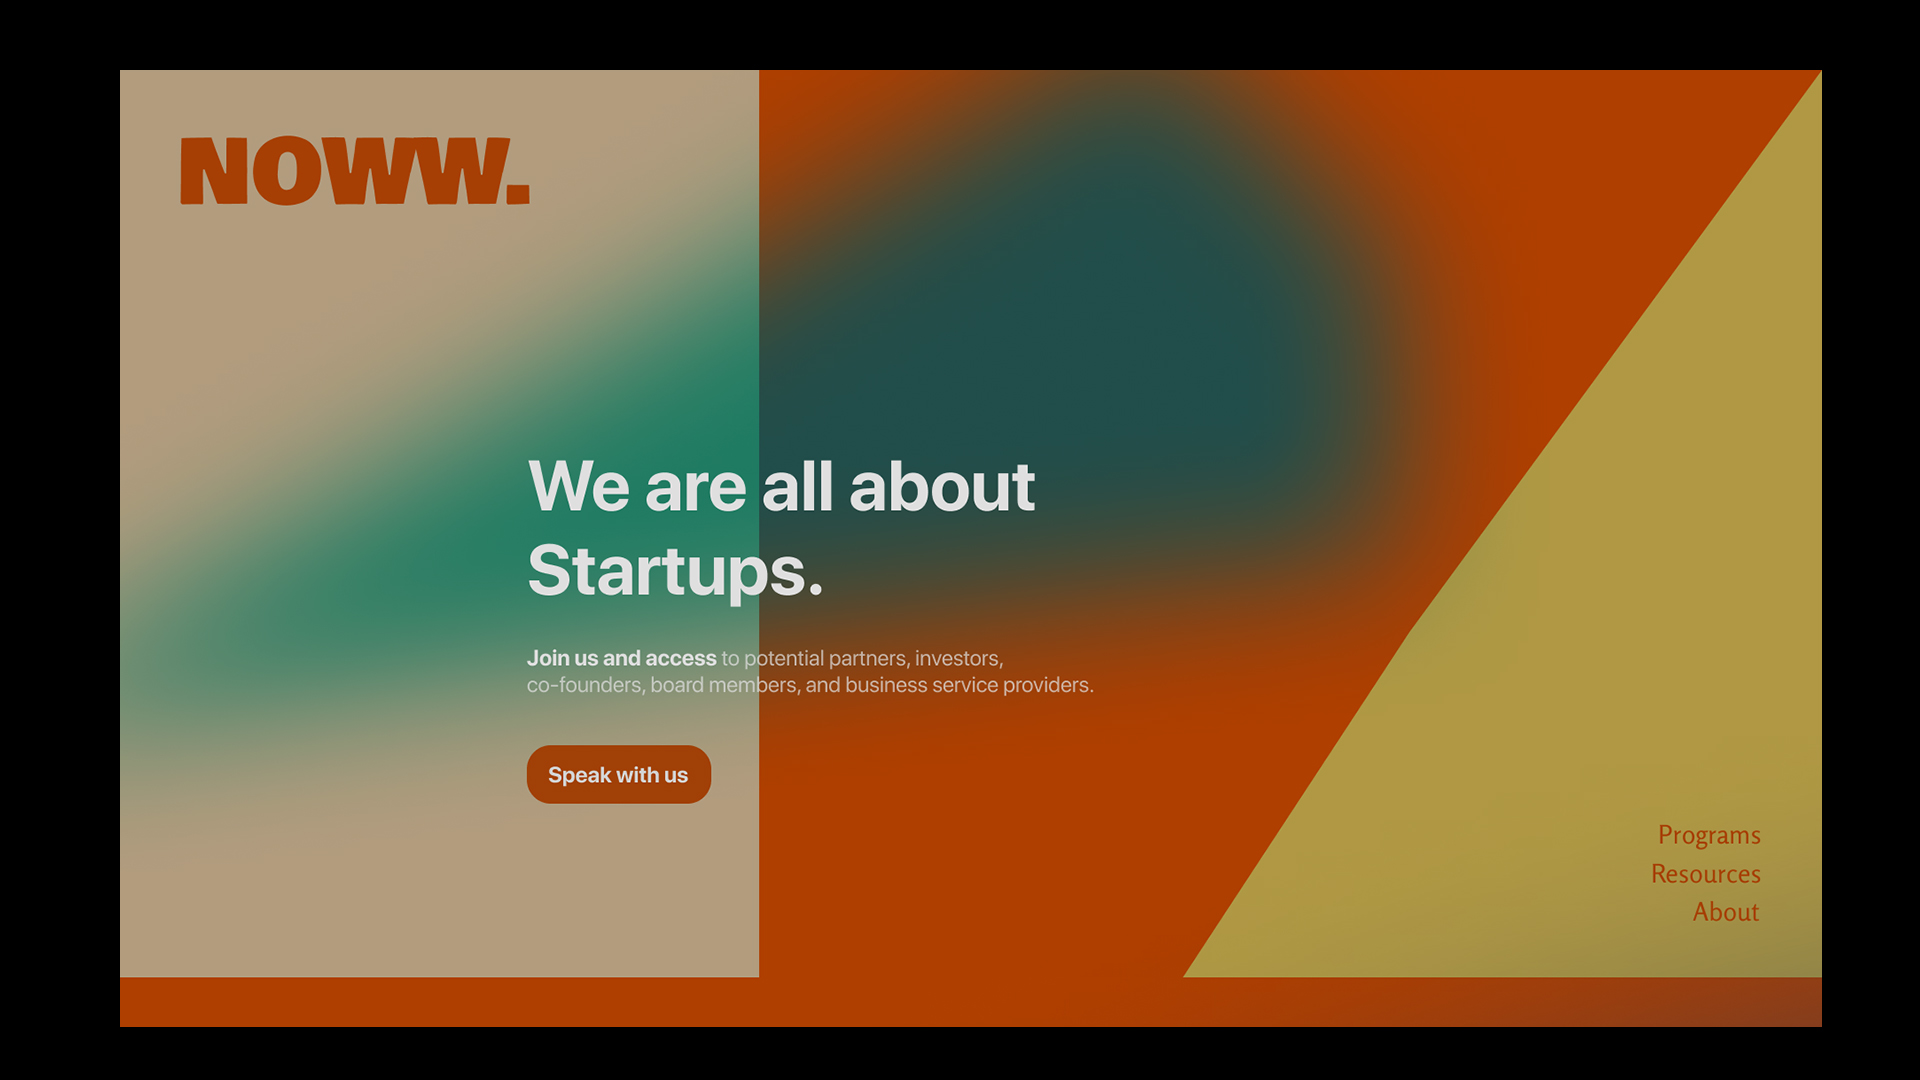 NOWW.
We are all about
Startups.
Join us and access to potential partners, investors,
co-founders, board members, and business service providers.
Speak with us
Programs
Resources
About